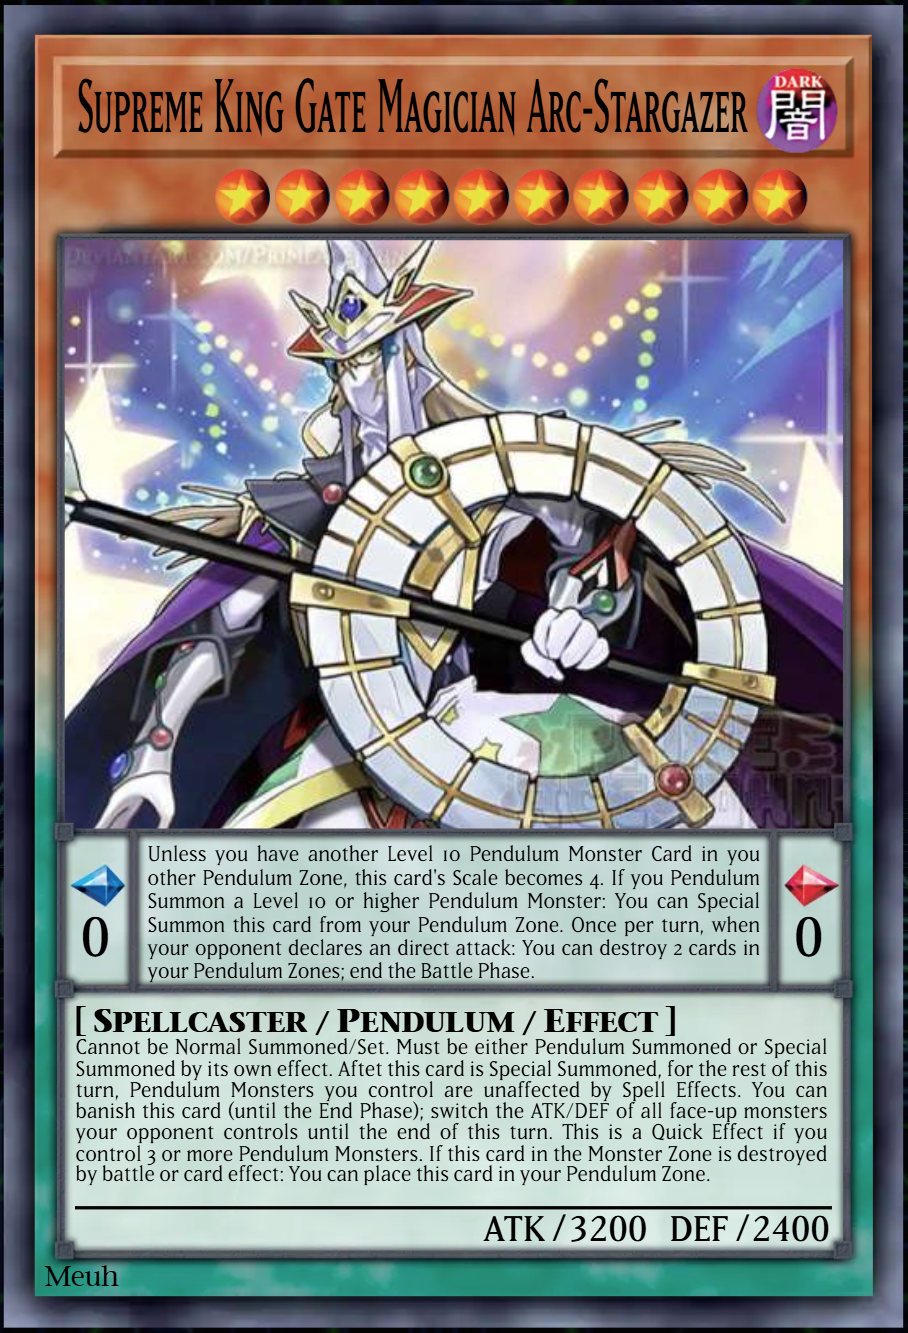 Supreme King Gate Magician Arc-Stargazer
DARK
闇
Unless you have another Level 10 Pendulum Monster Card in you
other Pendulum Zone, this card's Scale becomes 4. If you Pendulum
Summon a Level 10 or higher Pendulum Monster: You can Special
Summon this card from your Pendulum Zone. Once per turn, when
your opponent declares an direct attack: You can destroy 2 cards in
your Pendulum Zones; end the Battle Phase.
0
0
[ Spellcaster / Pendulum / Effect ]
Cannot be Normal Summoned/Set. Must be either Pendulum Summoned or Special
Summoned by its own effect. Aftet this card is Special Summoned, for the rest of this
turn, Pendulum Monsters you control are unaffected by Spell Effects. You can
banish this card (until the End Phase); switch the ATK/DEF of all face-up monsters
your opponent controls until the end of this turn. This is a Quick Effect if you
control 3 or more Pendulum Monsters. If this card in the Monster Zone is destroyed
by battle or card effect: You can place this card in your Pendulum Zone.
ATK/3200 DEF/2400
Meuh